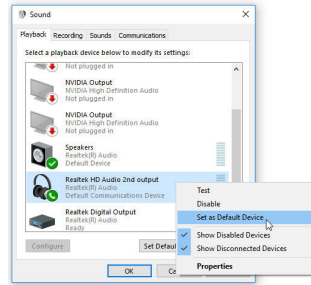 Sound
Playback Recording Sounds Communications
Select a playback device below to modify its settings:
Not plugged in
NVIDIA Output
NVIDIA High Definition Audio
Not plugged in
NVIDIA Output
NVIDIA High Definition Audio
Not plugged in
Speakers
Realtek(R) Audio
Default Device
Realtek HD Audio 2nd output
Realtek(R) Audio
Default Communications Device
Realtek Digital Output
Realtek(R) Audio
Ready
Test
Disable
Set as Default Device
Show Disabled Devices
Show Disconnected Devices
Properties
Configure Set Defaul
OK Ca